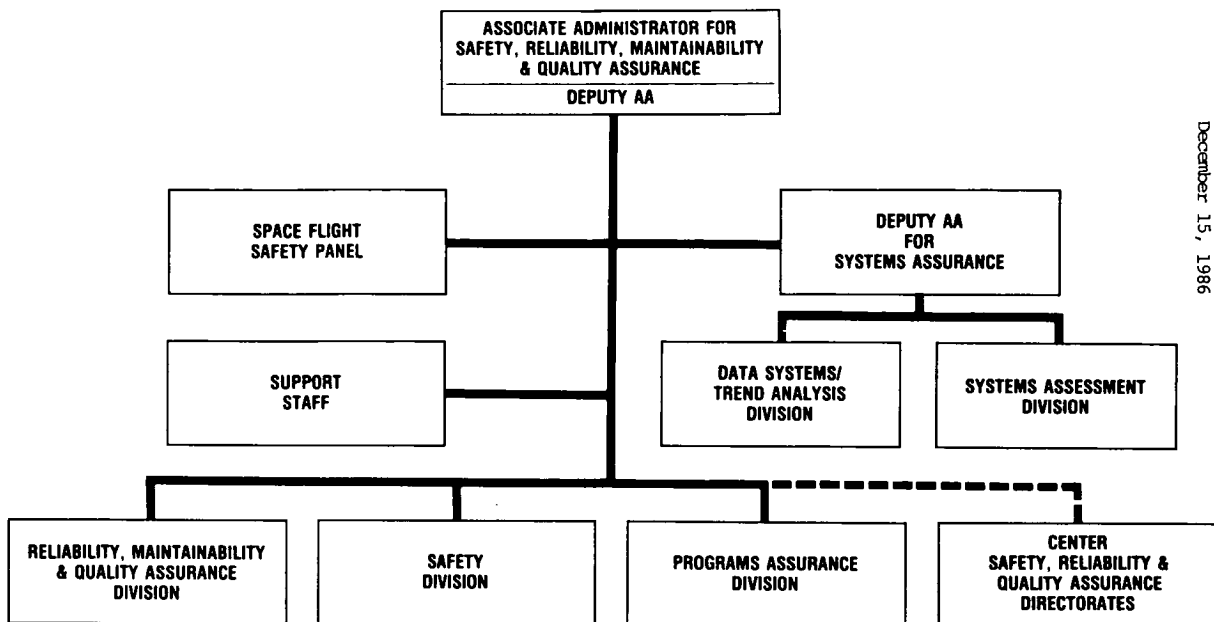 ASSOCIATE ADMINISTRATOR FOR
SAFETY, RELIABILITY, MAINTAINABILITY
& QUALITY ASSURANCE
DEPUTY AA
December 15, 1986
SPACE FLIGHT
SAFETY PANEL
DEPUTY AA
FOR
SYSTEMS ASSURANCE
SUPPORT
STAFF
DATA SYSTEMS/
TREND ANALYSIS
DIVISION
SYSTEMS ASSESSMENT
DIVISION
RELIABILITY, MAINTAINABILITY
& QUALITY ASSURANCE
DIVISION
SAFETY
DIVISION
PROGRAMS ASSURANCE
DIVISION
CENTER
SAFETY, RELIABILITY &
QUALITY ASSURANCE
DIRECTORATES